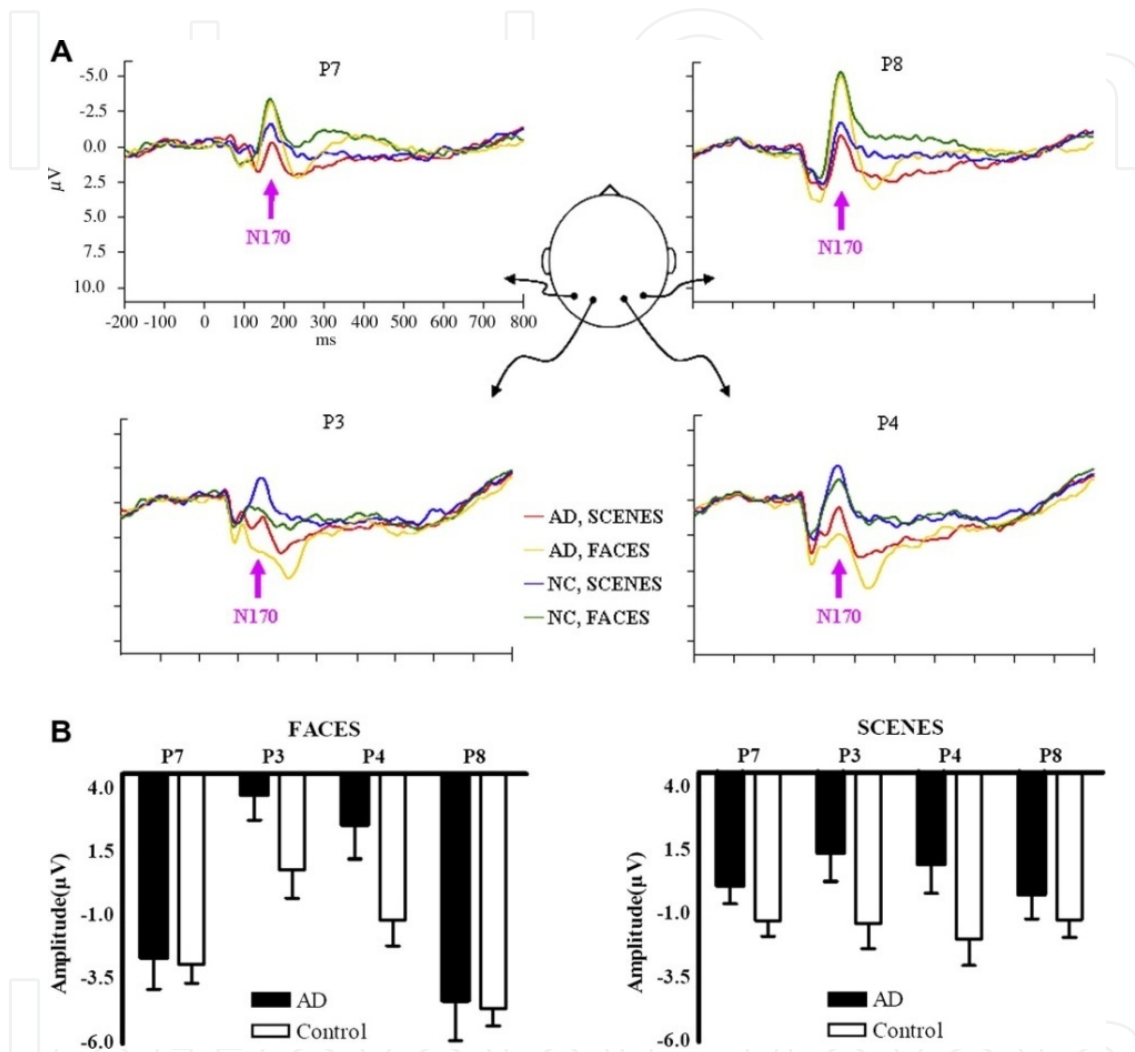 A
P7
P8
-5.0
-2.5
0.0
2.5
5.0
7.5
10.0
μV
N170
N170
-200 -100 0 100 200 300 400 500 600 700 800
ms
P3
P4
AD, SCENES
AD, FACES
NC, SCENES
NC, FACES
N170
N170
B
FACES
P7 P3 P4 P8
4.0
1.5
-1.0
-3.5
-6.0
Amplitude(μV)
AD
Control
SCENES
P7 P3 P4 P8
4.0
1.5
-1.0
-3.5
-6.0
Amplitude(μV)
AD
Control